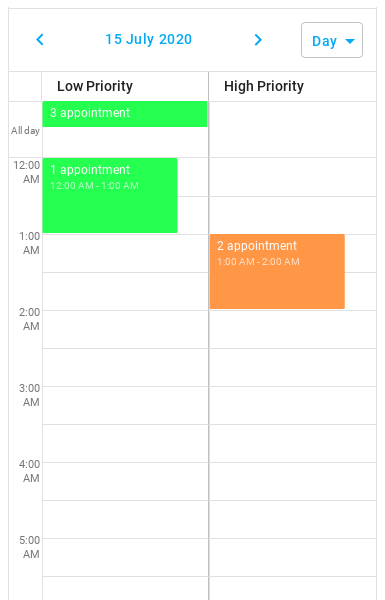 15 July 2020
Day
Low Priority
High Priority
3 appointment
All day
12:00
AM
1 appointment
12:00 AM - 1:00 AM
1:00
AM
2 appointment
1:00 AM - 2:00 AM
2:00
AM
3:00
AM
4:00
AM
5:00
AM